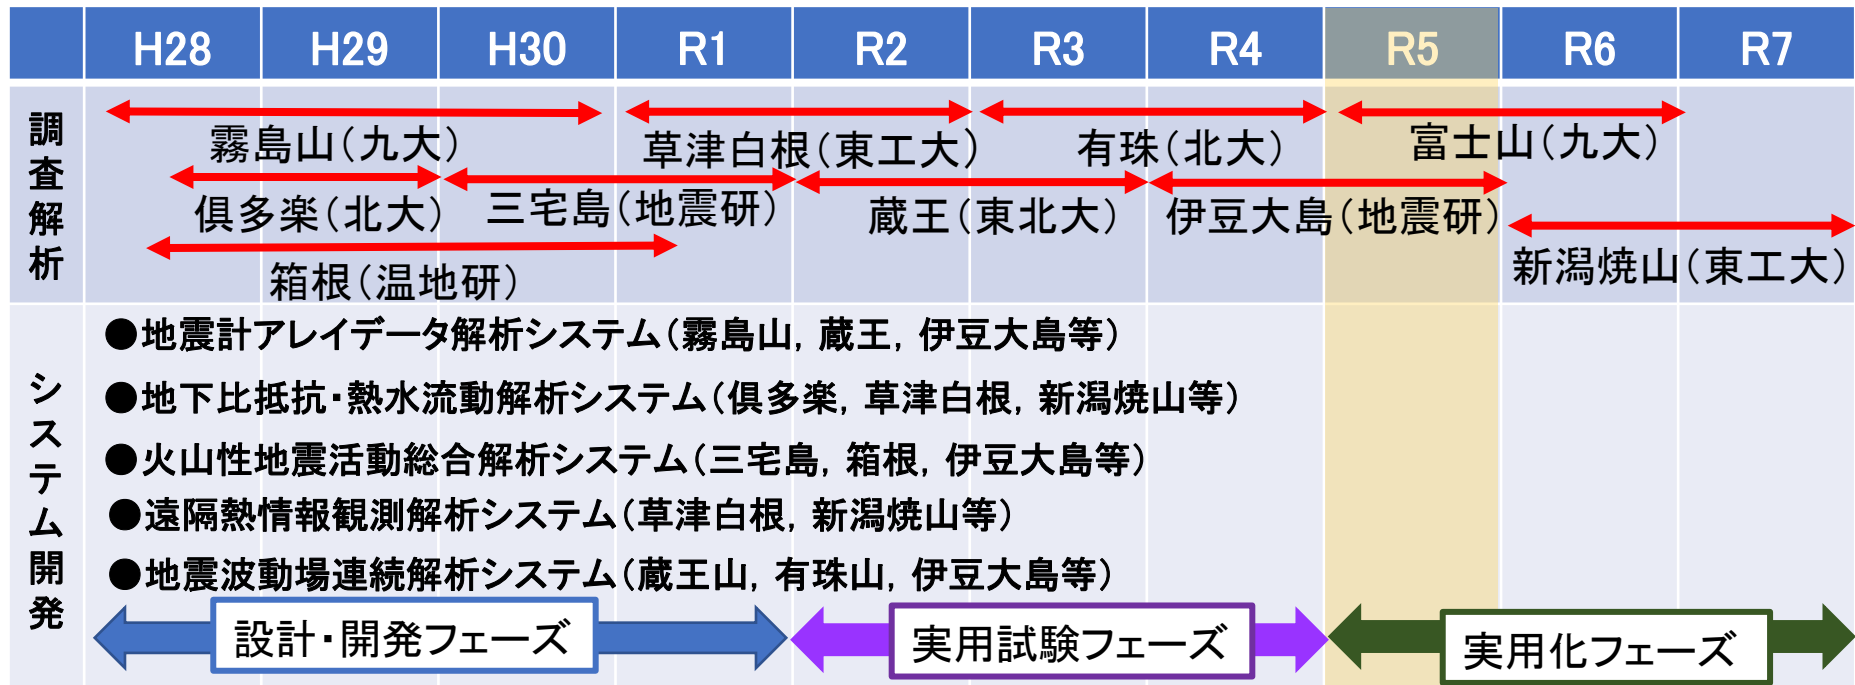 H28 H29 H30 R1 R2 R3 R4 R5 R6 R7
調査解析
霧島山(九大)
草津白根(東工大)
有珠(北大)
富士山(九大)
倶多楽(北大)
三宅島(地震研)
蔵王(東北大)
伊豆大島(地震研)
箱根(温地研)
新潟焼山(東工大)
システム開発
●地震計アレイデータ解析システム(霧島山, 蔵王, 伊豆大島等)
●地下比抵抗・熱水流動解析システム(倶多楽, 草津白根, 新潟焼山等)
●火山性地震活動総合解析システム(三宅島, 箱根, 伊豆大島等)
●遠隔熱情報観測解析システム(草津白根, 新潟焼山等)
●地震波動場連続解析システム(蔵王山, 有珠山, 伊豆大島等)
設計・開発フェーズ
実用試験フェーズ
実用化フェーズ